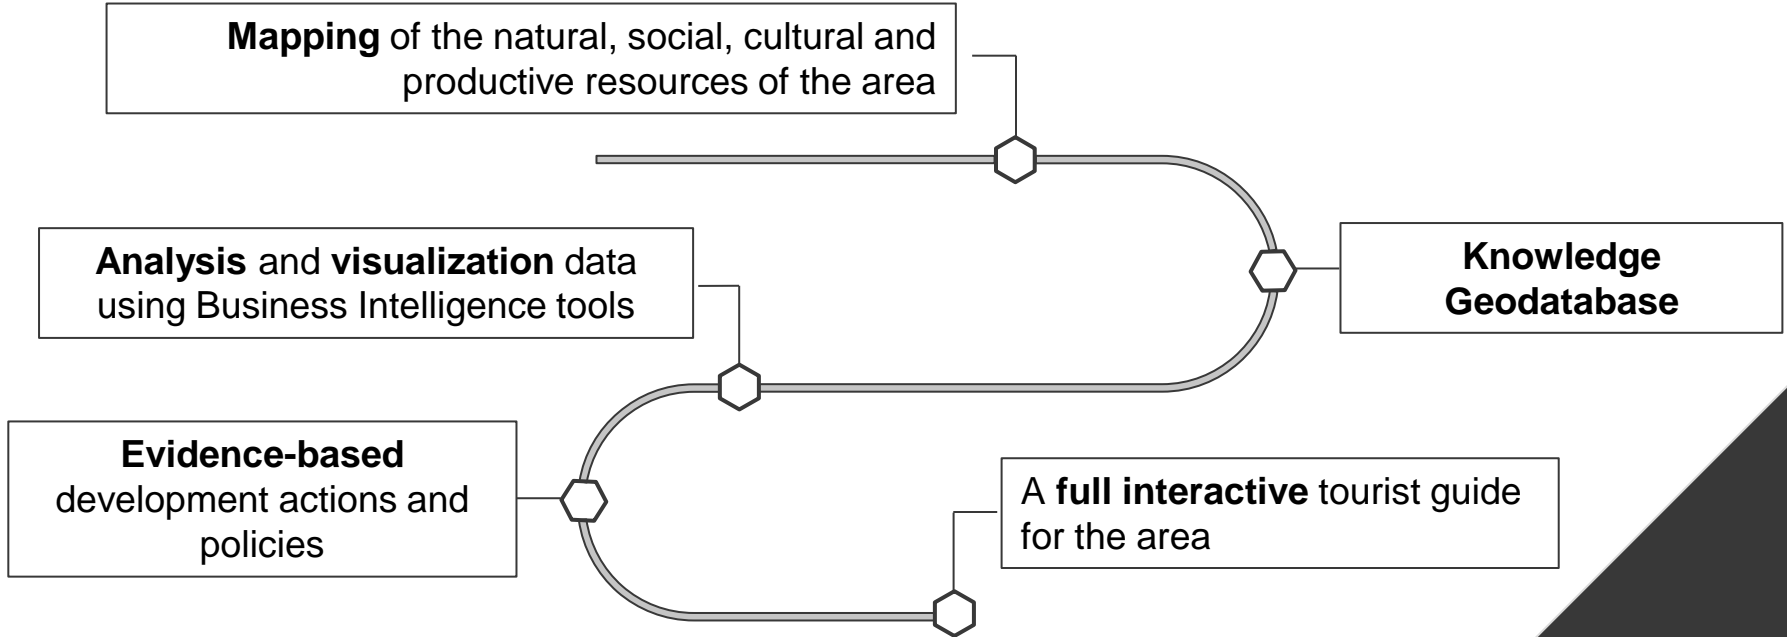 Mapping of the natural, social, cultural and
productive resources of the area
Knowledge
Geodatabase
Analysis and visualization data
using Business Intelligence tools
Evidence-based
development actions and
policies
A full interactive tourist guide
for the area